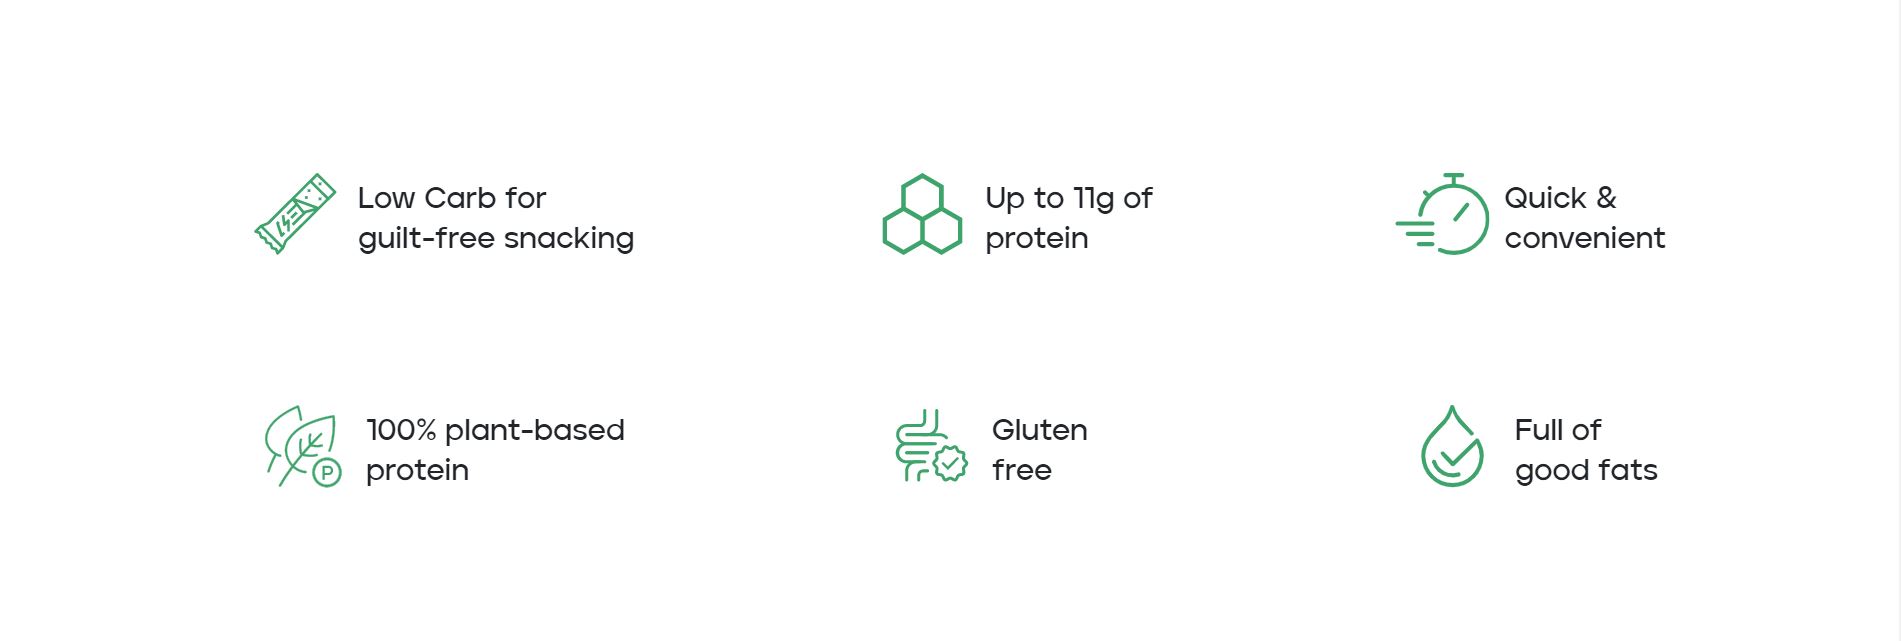 Low Carb for
guilt-free snacking
Up to 11g of
protein
Quick &
convenient
100% plant-based
protein
P
Gluten
free
Full of
good fats